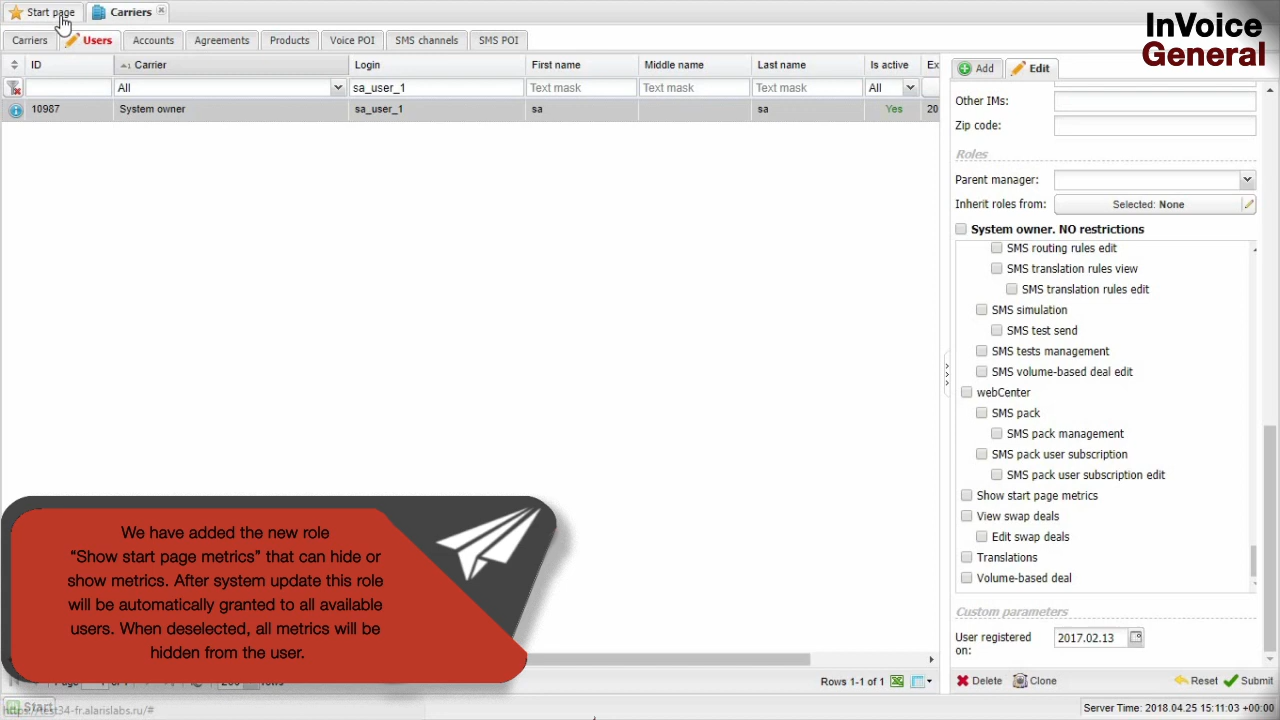 Start page
Carriers
InVoice
General
Carriers
Users
Accounts
Agreements
Products
Voice POI
SMS channels
SMS POI
ID
Carrier
Login
First name
Middle name
Last name
Is active
Ex
All
sa_user_1
Text mask
Text mask
Text mask
All
10987
System owner
sa_user_1
sa
sa
Yes
20
Add
Edit
Other IMs:
Zip code:
Roles
Parent manager:
Inherit roles from:
Selected: None
System owner. NO restrictions
SMS routing rules edit
SMS translation rules view
SMS translation rules edit
SMS simulation
SMS test send
SMS tests management
SMS volume-based deal edit
webCenter
SMS pack
SMS pack management
SMS pack user subscription
SMS pack user subscription edit
Show start page metrics
View swap deals
Edit swap deals
Translations
Volume-based deal
Custom parameters
User registered
on:
2017.02.13
Delete
Clone
Reset
Submit
We have added the new role
“Show start page metrics” that can hide or
show metrics. After system update this role
will be automatically granted to all available
users. When deselected, all metrics will be
hidden from the user.
Rows 1-1 of 1
Start
https://test34-fr.alarislabs.ru/#
Server Time: 2018.04.25 15:11:03 +00:00